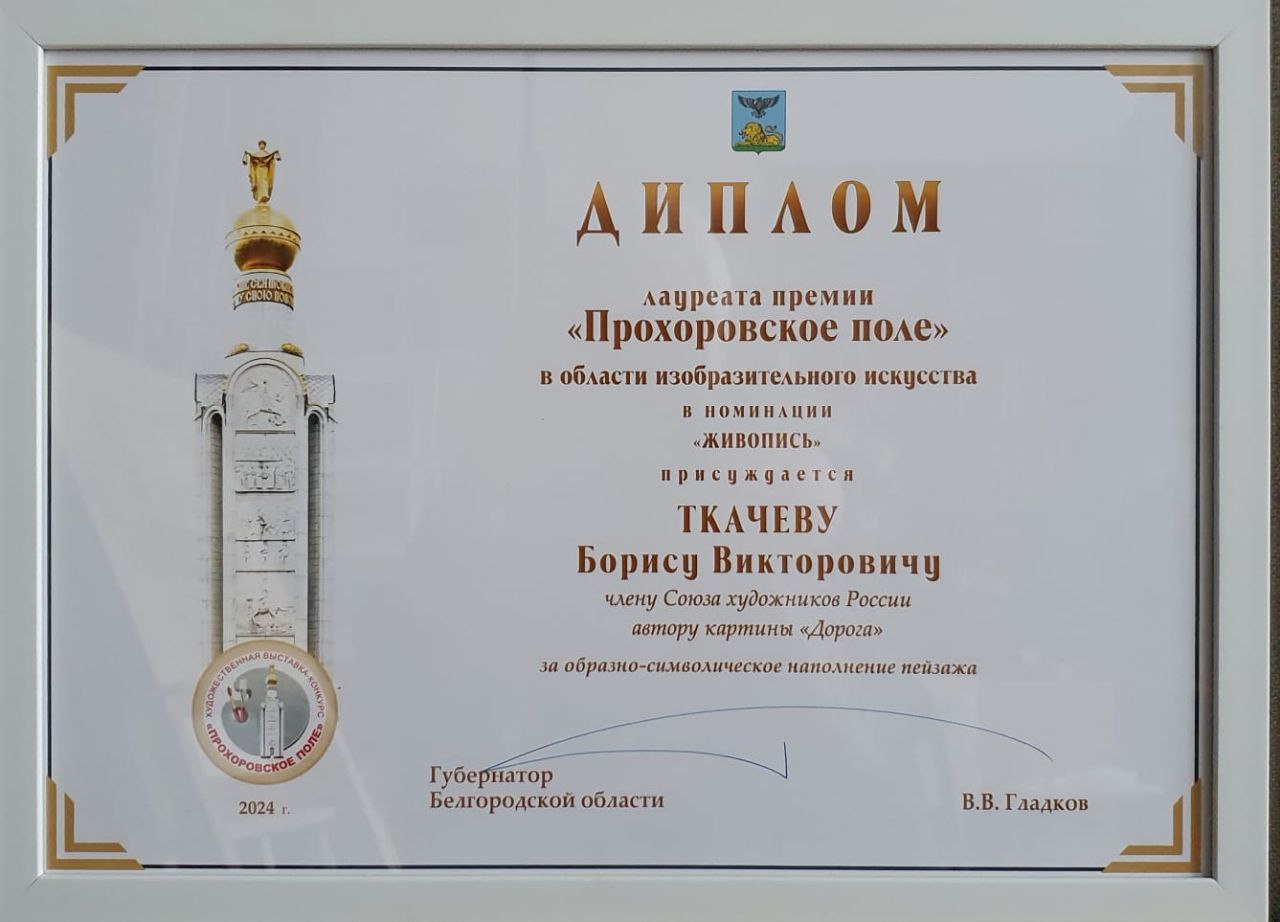 ДИПЛОМ
лауреата премии
«Прохоровское поле»
в области изобразительного искусства
в номинации
«ЖИВОПИСЬ»
присуждается
ТКАЧЕВУ
Борису Викторовичу
члену Союза художников России
автору картины «Дорога»
за образно-символическое наполнение пейзажа
ХУДОЖЕСТВЕННАЯ ВЫСТАВКА-КОНКУРС
«ПРОХОРОВСКОЕ ПОЛЕ»
2024 г.
Губернатор
Белгородской области
В.В. Гладков